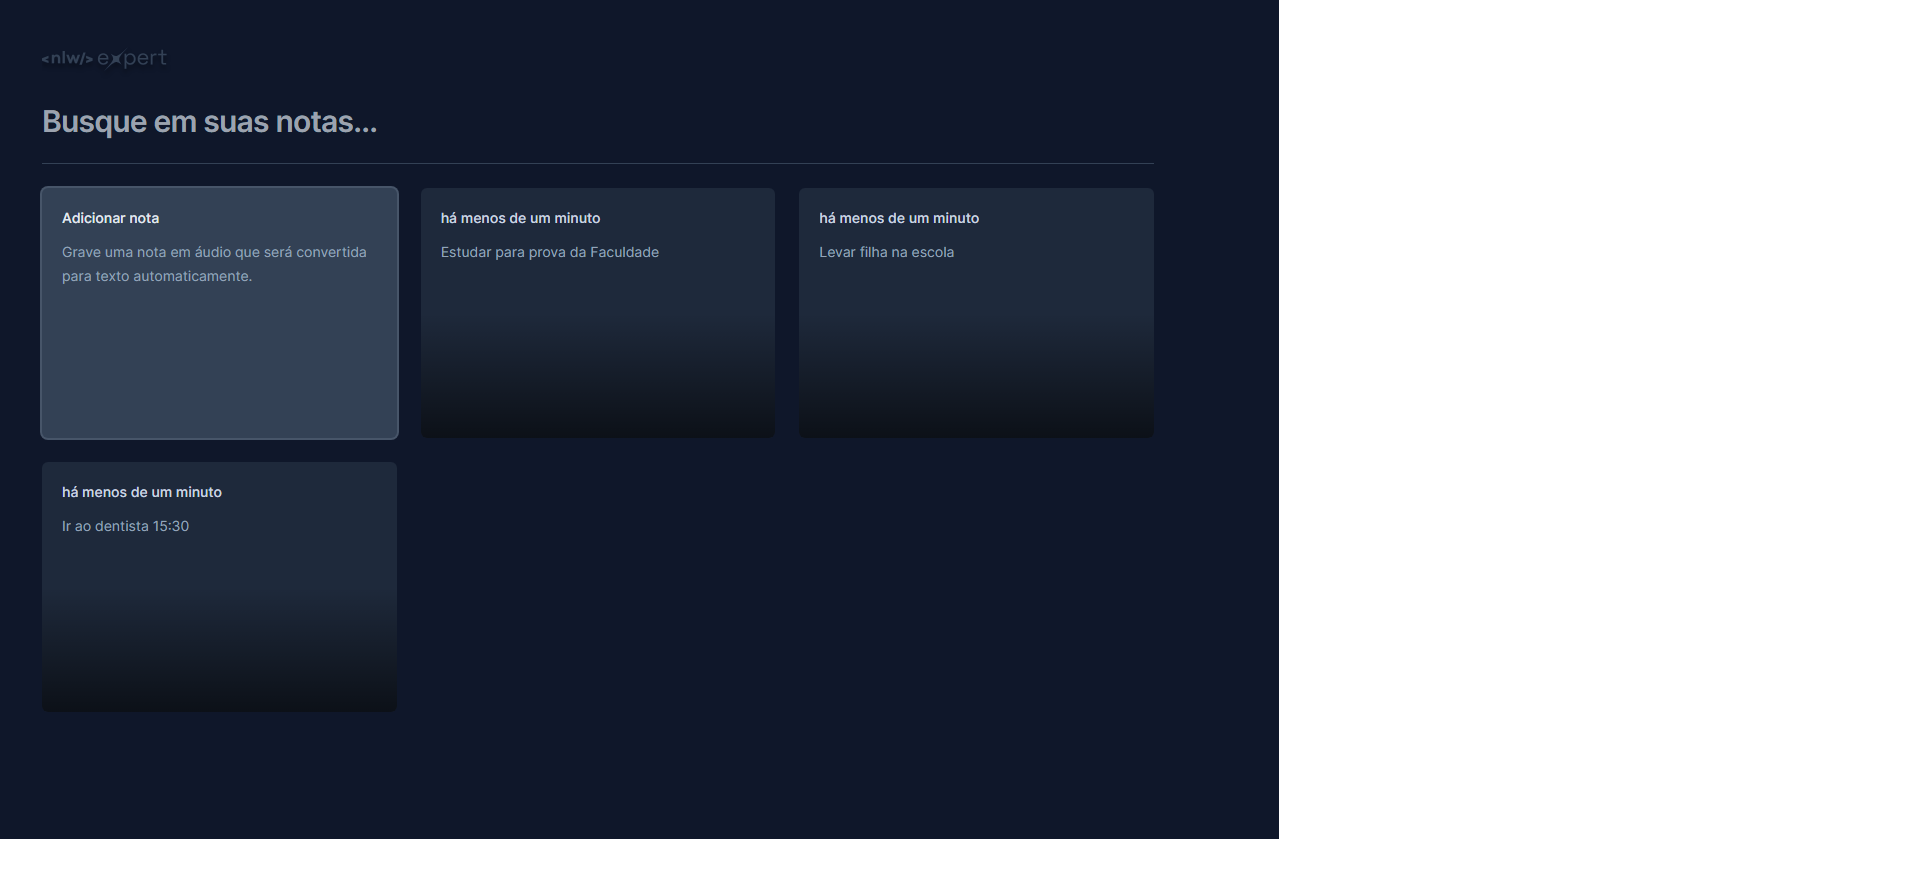 <nlw/> expert
Busque em suas notas...
Adicionar nota
Grave uma nota em áudio que será convertida
para texto automaticamente.
há menos de um minuto
Estudar para prova da Faculdade
há menos de um minuto
Levar filha na escola
há menos de um minuto
Ir ao dentista 15:30